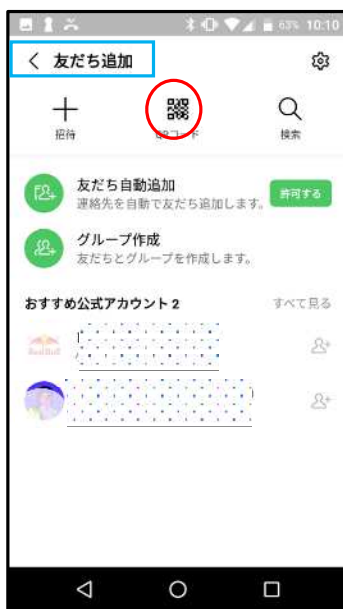 63% 10:10
友だち追加
招待
QRコード
検索
友だち自動追加
連絡先を自動で友だち追加します。
許可する
グループ作成
友だちとグループを作成します。
おすすめ公式アカウント 2
すべて見る
Red Bull